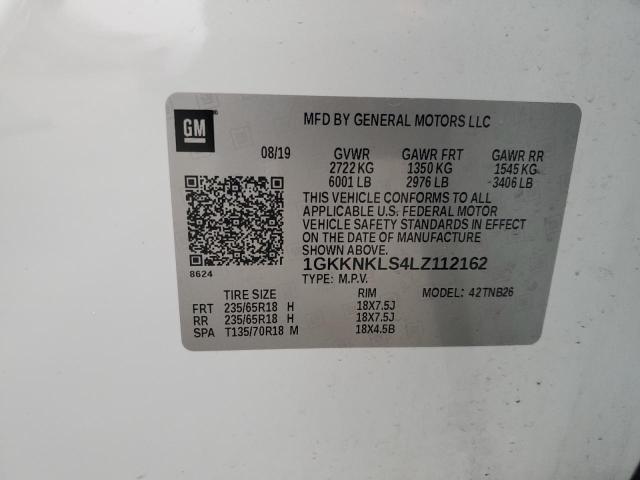 GM
MFD BY GENERAL MOTORS LLC
08/19 GVWR GAWR FRT GAWR RR
2722 KG 1350 KG 1545 KG
6001 LB 2976 LB 3406 LB
THIS VEHICLE CONFORMS TO ALL
APPLICABLE U.S. FEDERAL MOTOR
VEHICLE SAFETY STANDARDS IN EFFECT
ON THE DATE OF MANUFACTURE
SHOWN ABOVE.
8624
1GKKNKLS4LZ112162
TYPE: M.P.V.
TIRE SIZE RIM MODEL: 42TNB26
FRT 235/65R18 H 18X7.5J
RR 235/65R18 H 18X7.5J
SPA T135/70R18 M 18X4.5B